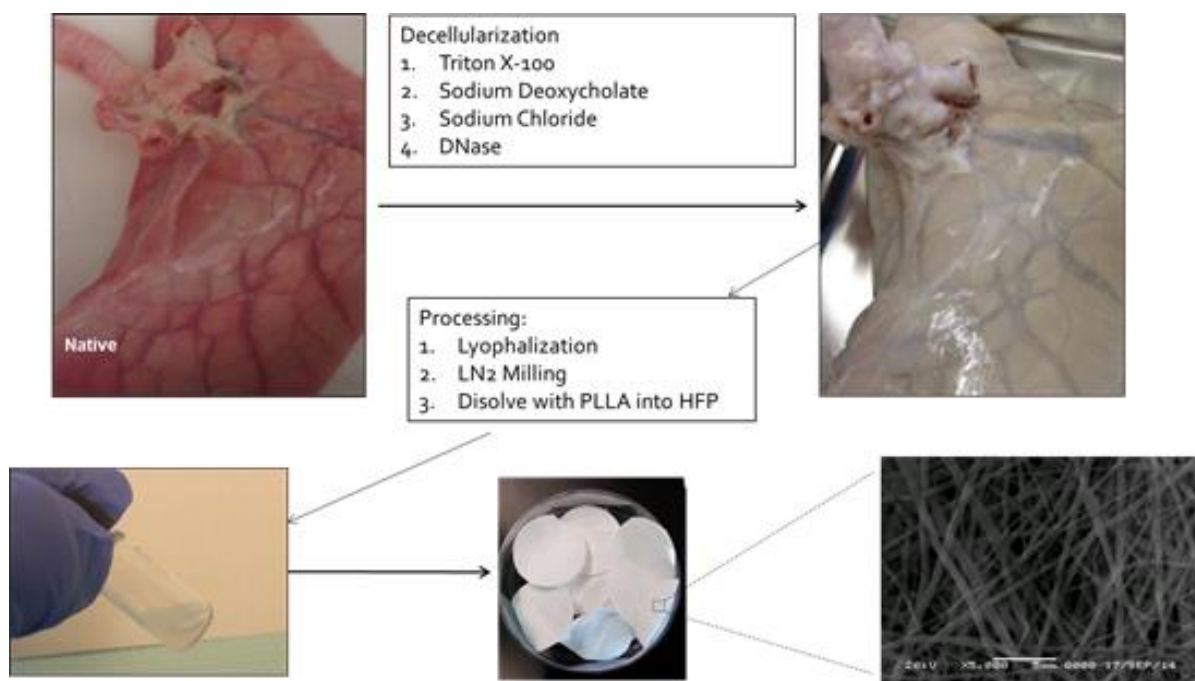 Decellularization
1. Triton X-100
2. Sodium Deoxycholate
3. Sodium Chloride
4. DNase
Native
Processing:
1. Lyophalization
2. LN2 Milling
3. Disolve with PLLA into HFP
20kV X5,000 5um 0000 17/SEP/14